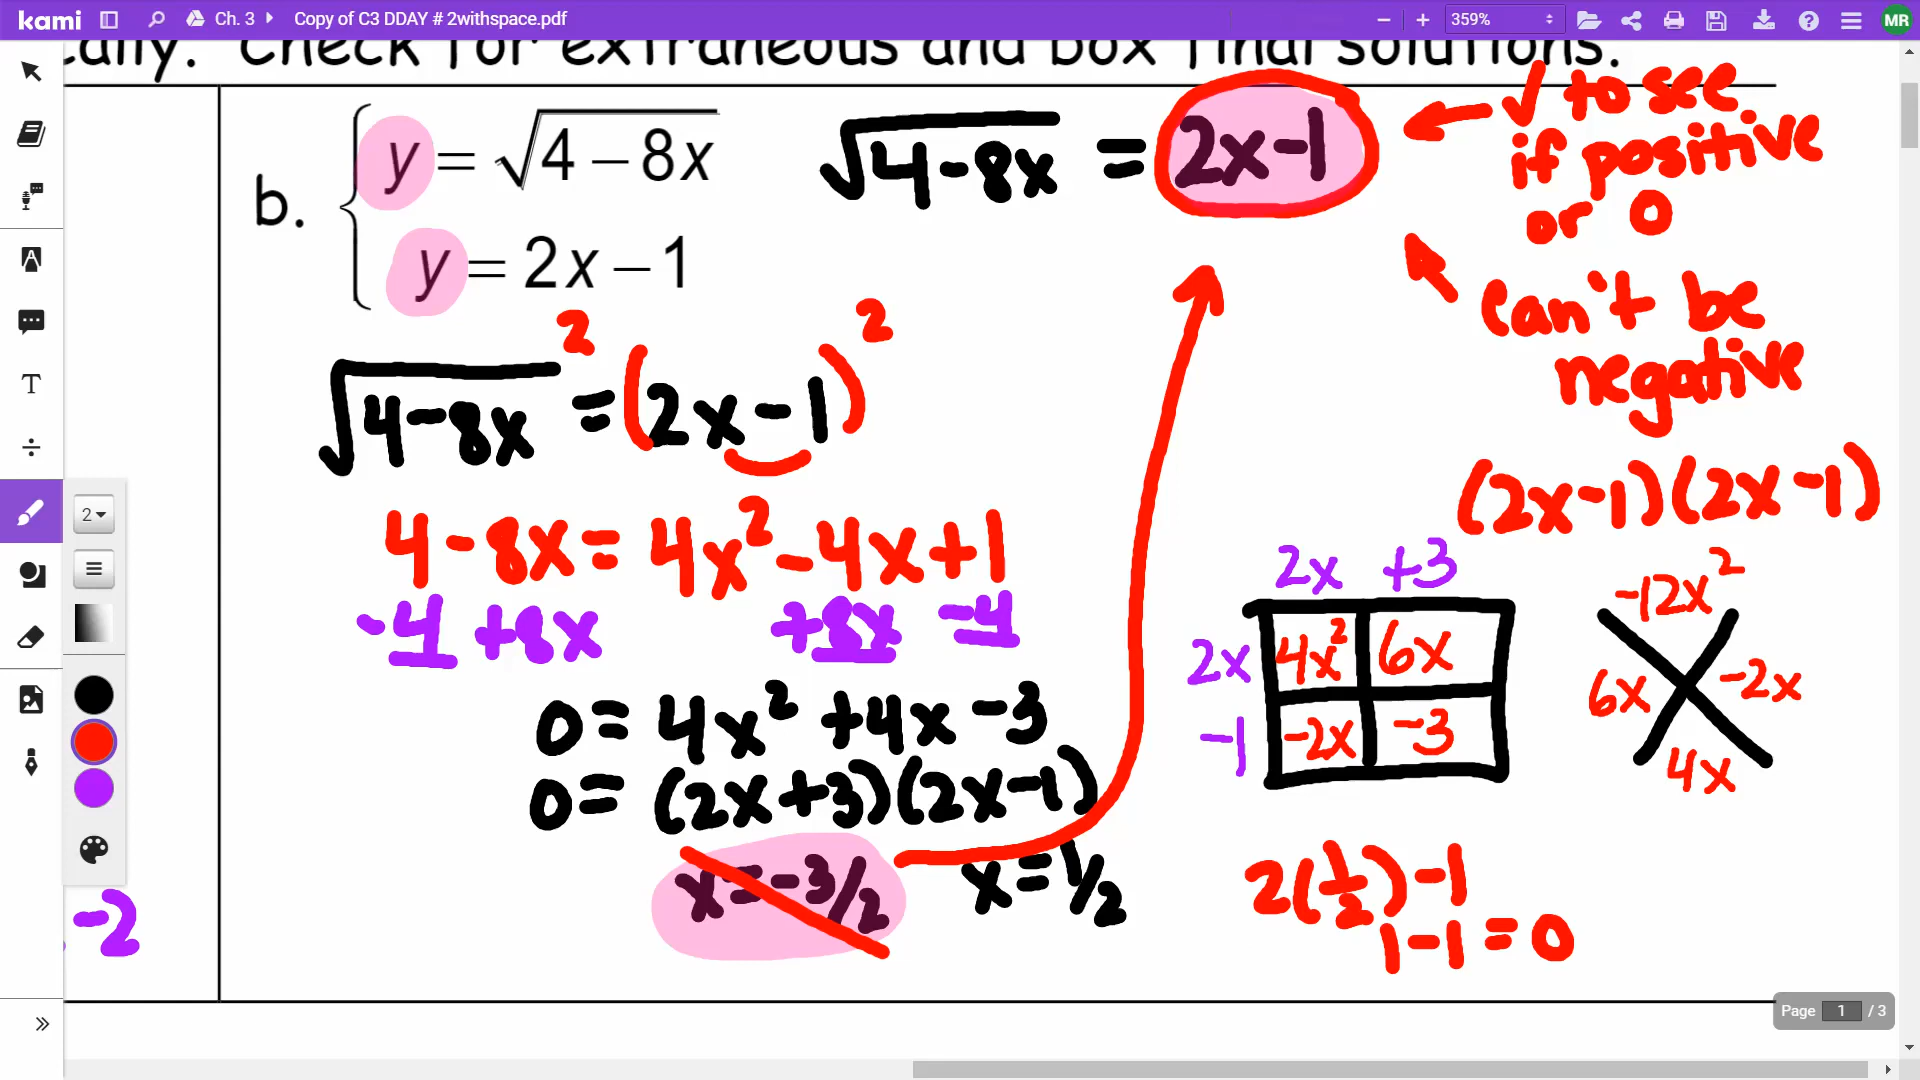 kami Ch. 3 Copy of C3 DDAY # 2withspace.pdf 359% MR
cally. Check for extraneous and box final solutions.
b. y = √4 – 8x
y = 2x – 1
√4-8x = 2x-1
← √ to see
if positive
or 0
can't be
negative
√4-8x² = (2x-1)²
4-8x = 4x²-4x+1
-4 +8x +8x -4
0 = 4x² +4x -3
0 = (2x+3)(2x-1)
x = -3/2 x = 1/2
(2x-1)(2x-1)
2x +3
2x 4x² 6x
-1 -2x -3
-12x²
6x -2x
4x
2(1/2)-1
1-1 = 0
-2
2
T
Page 1 / 3